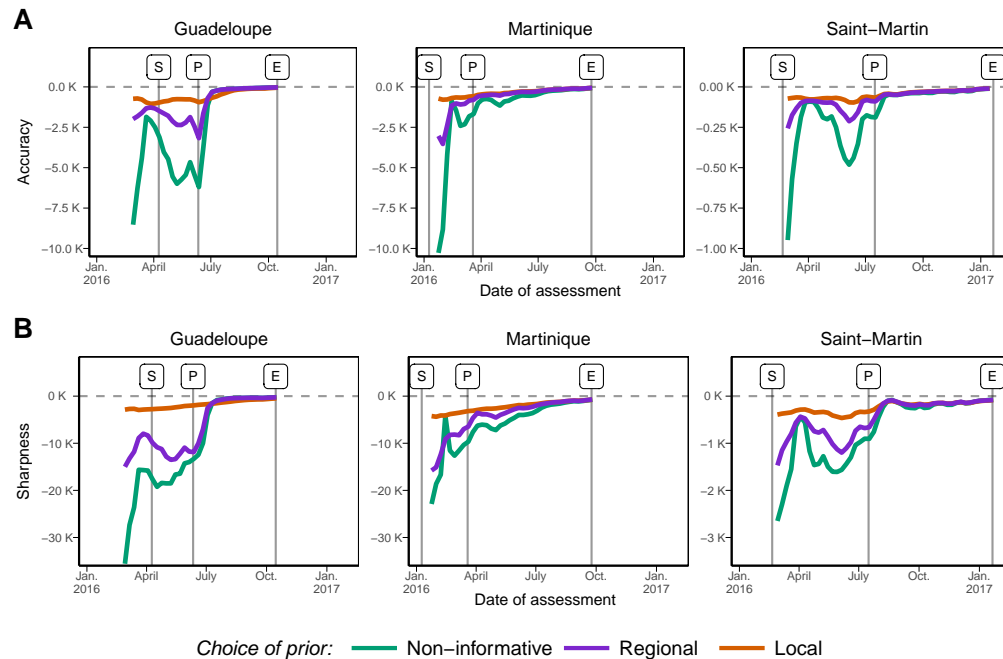 A
Guadeloupe
Martinique
Saint−Martin
S P E
S P E
S P E
Accuracy
0.0 K
−2.5 K
−5.0 K
−7.5 K
−10.0 K
0.0 K
−2.5 K
−5.0 K
−7.5 K
−10.0 K
0.00 K
−0.25 K
−0.50 K
−0.75 K
−1.00 K
Jan. 2016 April July Oct. Jan. 2017
Jan. 2016 April July Oct. Jan. 2017
Jan. 2016 April July Oct. Jan. 2017
Date of assessment
B
Guadeloupe
Martinique
Saint−Martin
S P E
S P E
S P E
Sharpness
0 K
−10 K
−20 K
−30 K
0 K
−10 K
−20 K
−30 K
0 K
−1 K
−2 K
−3 K
Jan. 2016 April July Oct. Jan. 2017
Jan. 2016 April July Oct. Jan. 2017
Jan. 2016 April July Oct. Jan. 2017
Date of assessment
Choice of prior: Non−informative Regional Local